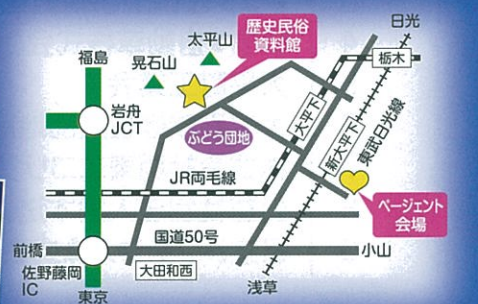 日光
太平山
歴史民俗
資料館
福島
晃石山
栃木
岩舟
JCT
ぶどう団地
大平下
新大平下
東武日光線
JR両毛線
ページェント
会場
国道50号
前橋
小山
佐野藤岡
IC
大田和西
浅草
東京